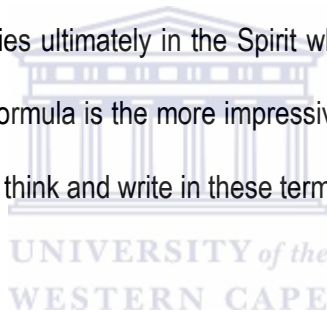 ies ultimately in the Spirit wh
ormula is the more impressiv
think and write in these term
UNIVERSITY of the
WESTERN CAPE